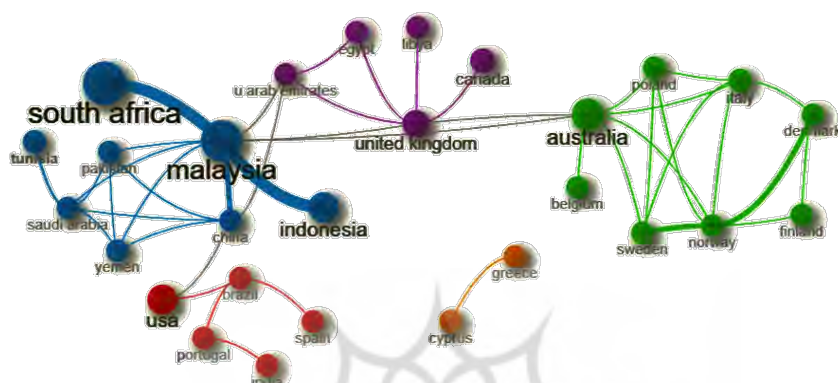 libya
egypt
canada
u arab emirates
poland
italy
south africa
denmark
united kingdom
australia
tunisia
pakistan
malaysia
belgium
saudi arabia
indonesia
china
sweden
norway
finland
yemen
greece
brazil
usa
spain
cyprus
portugal
india